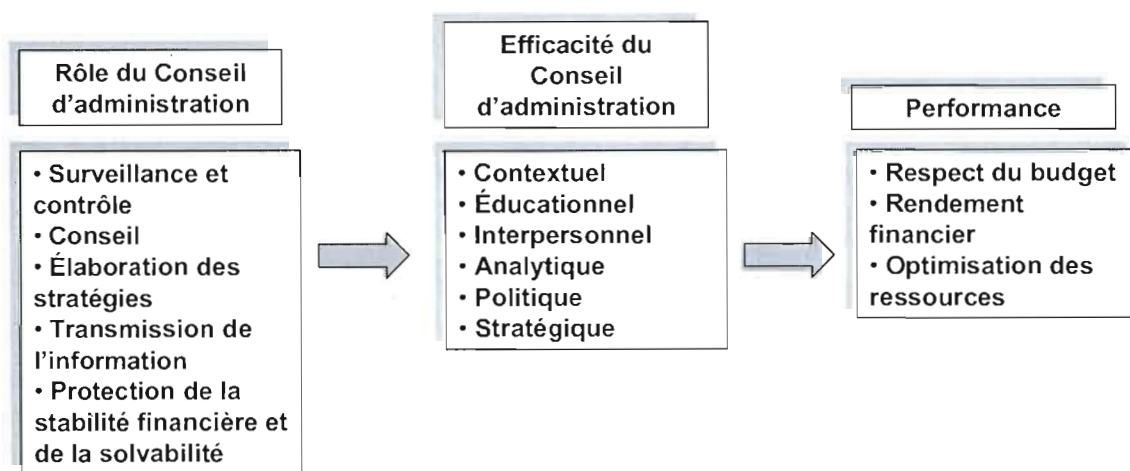 Rôle du Conseil
d'administration
• Surveillance et
contrôle
• Conseil
• Élaboration des
stratégies
• Transmission de
l'information
• Protection de la
stabilité financière et
de la solvabilité
Efficacité du
Conseil
d'administration
• Contextuel
• Éducationnel
• Interpersonnel
• Analytique
• Politique
• Stratégique
Performance
• Respect du budget
• Rendement
financier
• Optimisation des
ressources